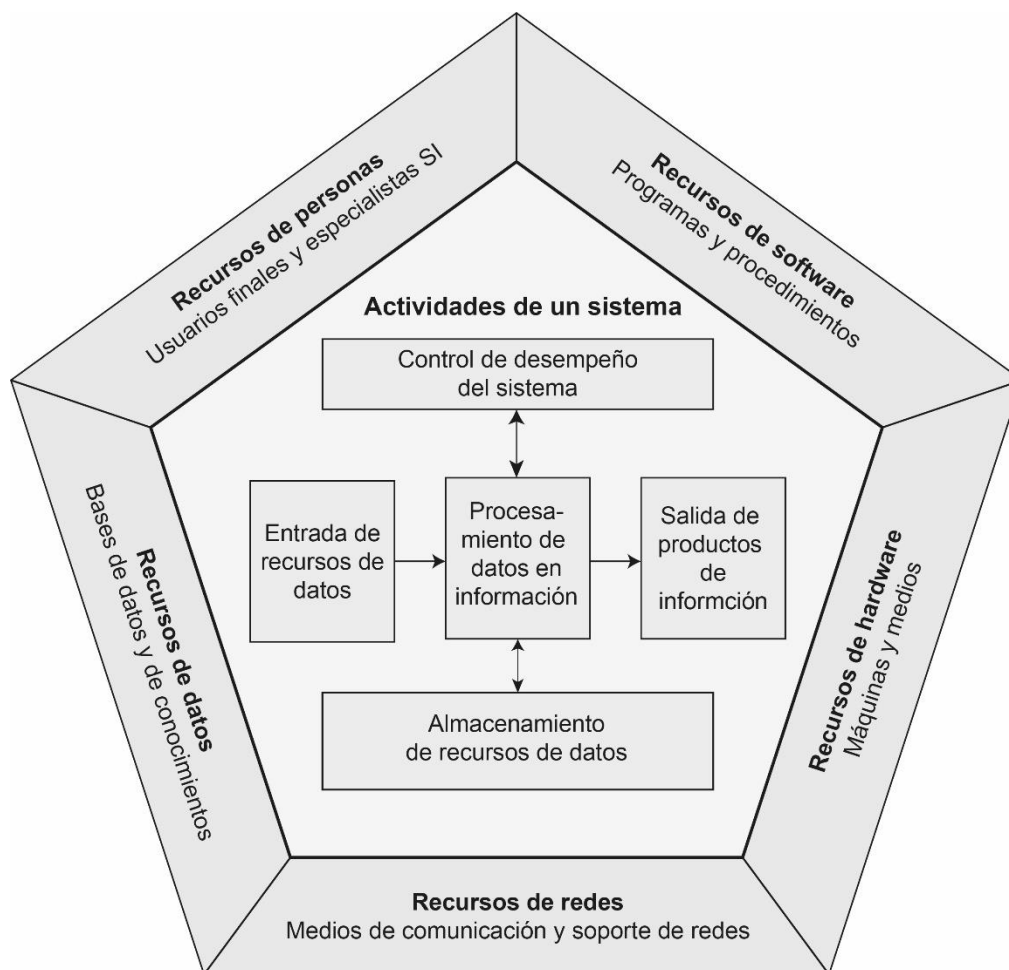 Recursos de personas
Usuarios finales y especialistas SI
Recursos de software
Programas y procedimientos
Actividades de un sistema
Control de desempeño
del sistema
Entrada de
recursos de
datos
Procesa-
miento de
datos en
información
Salida de
productos
de
informción
Almacenamiento
de recursos de datos
Recursos de datos
Bases de datos y de conocimientos
Recursos de hardware
Máquinas y medios
Recursos de redes
Medios de comunicación y soporte de redes